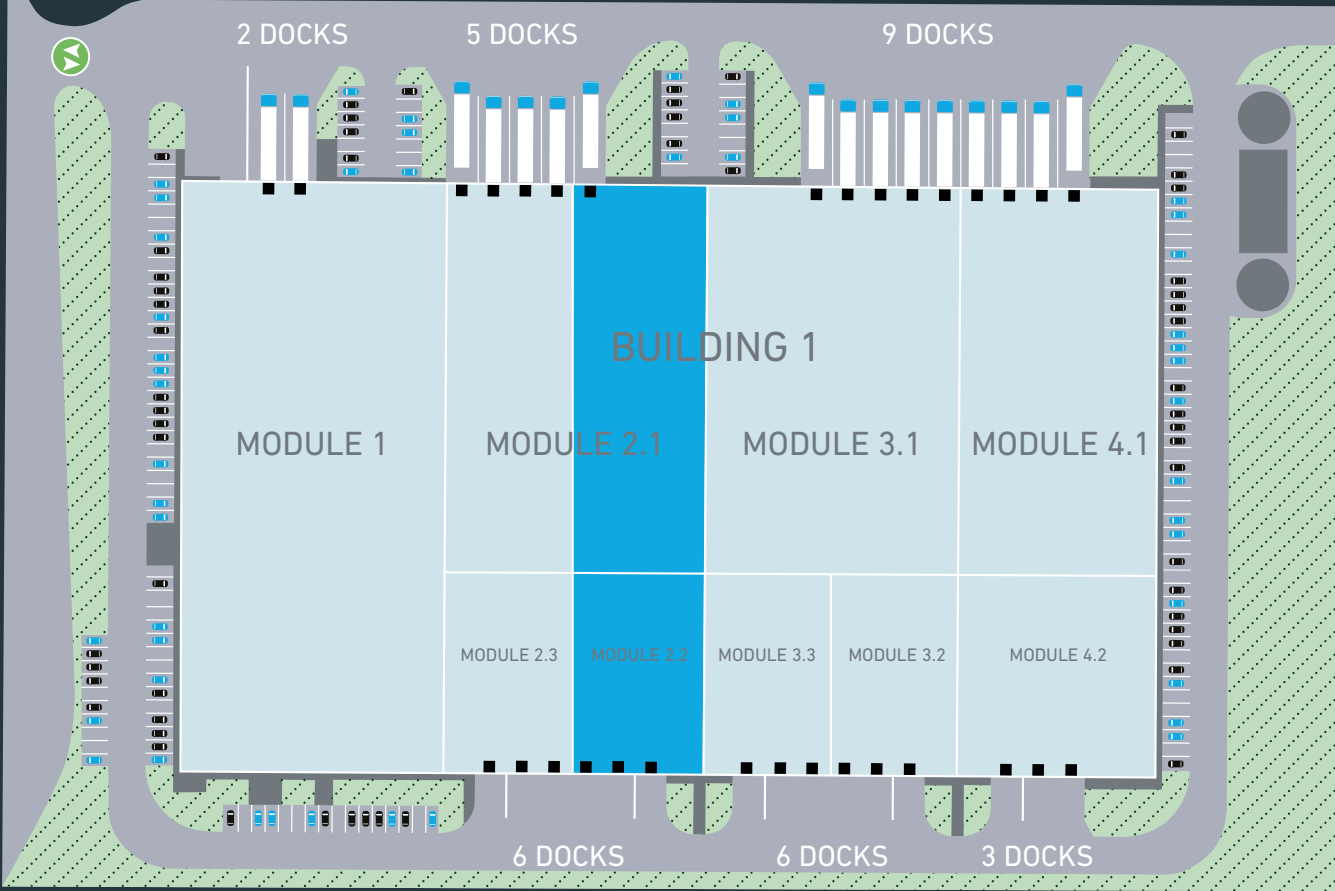 2 DOCKS
5 DOCKS
9 DOCKS
BUILDING 1
MODULE 1
MODULE 2.1
MODULE 3.1
MODULE 4.1
MODULE 2.3
MODULE 2.2
MODULE 3.3
MODULE 3.2
MODULE 4.2
6 DOCKS
6 DOCKS
3 DOCKS